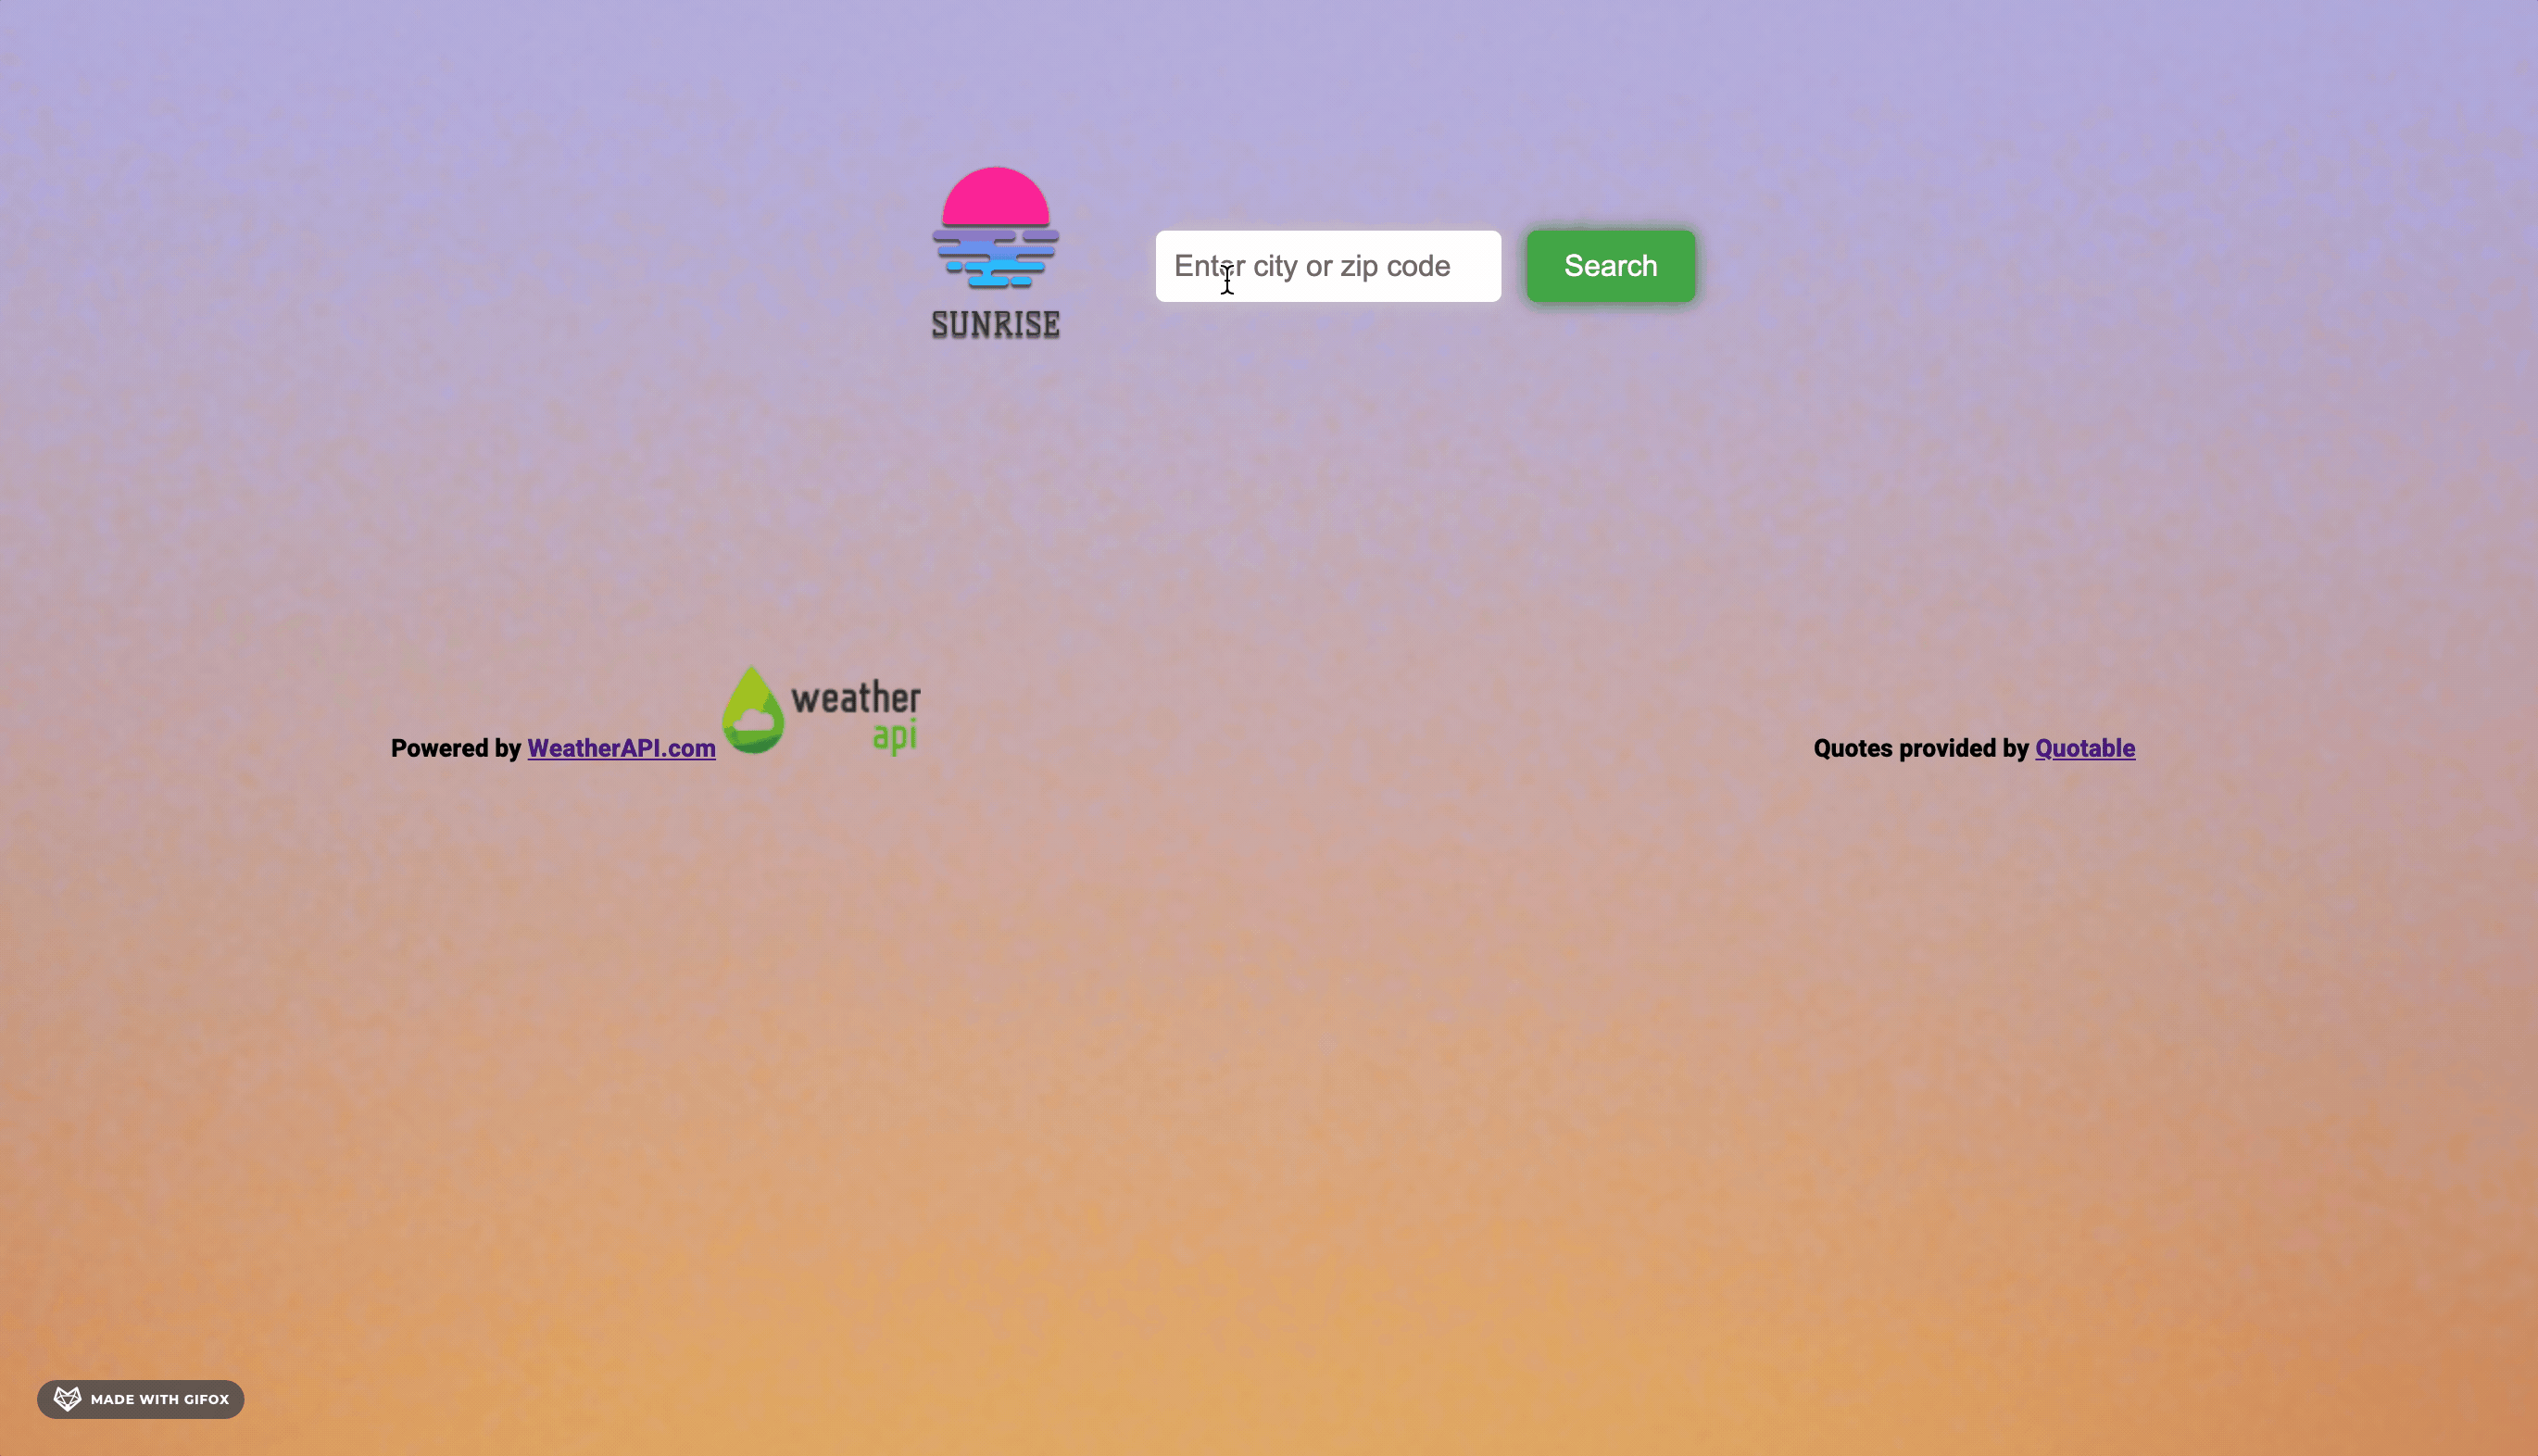 Enter city or zip code
Search
SUNRISE
weather
api
Powered by WeatherAPI.com
Quotes provided by Quotable
MADE WITH GIFOX